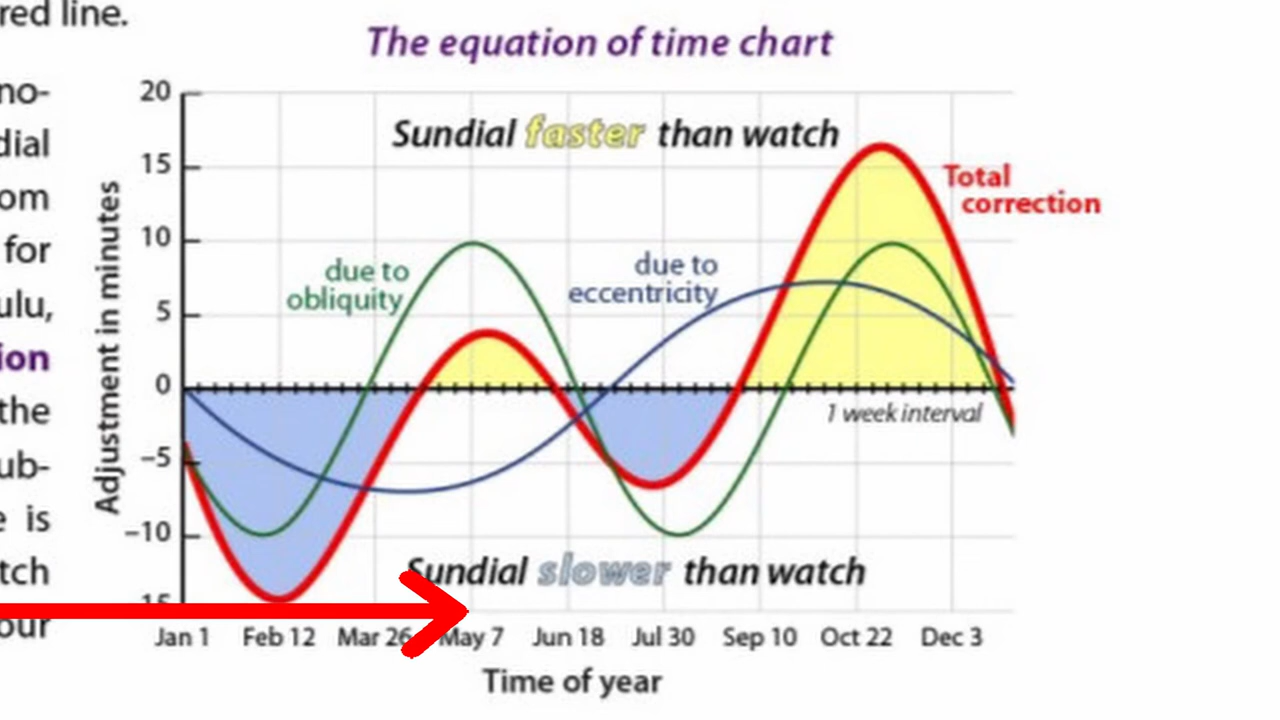 red line.
The equation of time chart
no-
dial
om
for
ulu,
ion
the
ub-
e is
tch
our
20
15
10
5
0
−5
−10
Adjustment in minutes
Sundial faster than watch
Total
correction
due to
obliquity
due to
eccentricity
1 week interval
Sundial slower than watch
Jan 1 Feb 12 Mar 26 May 7 Jun 18 Jul 30 Sep 10 Oct 22 Dec 3
Time of year